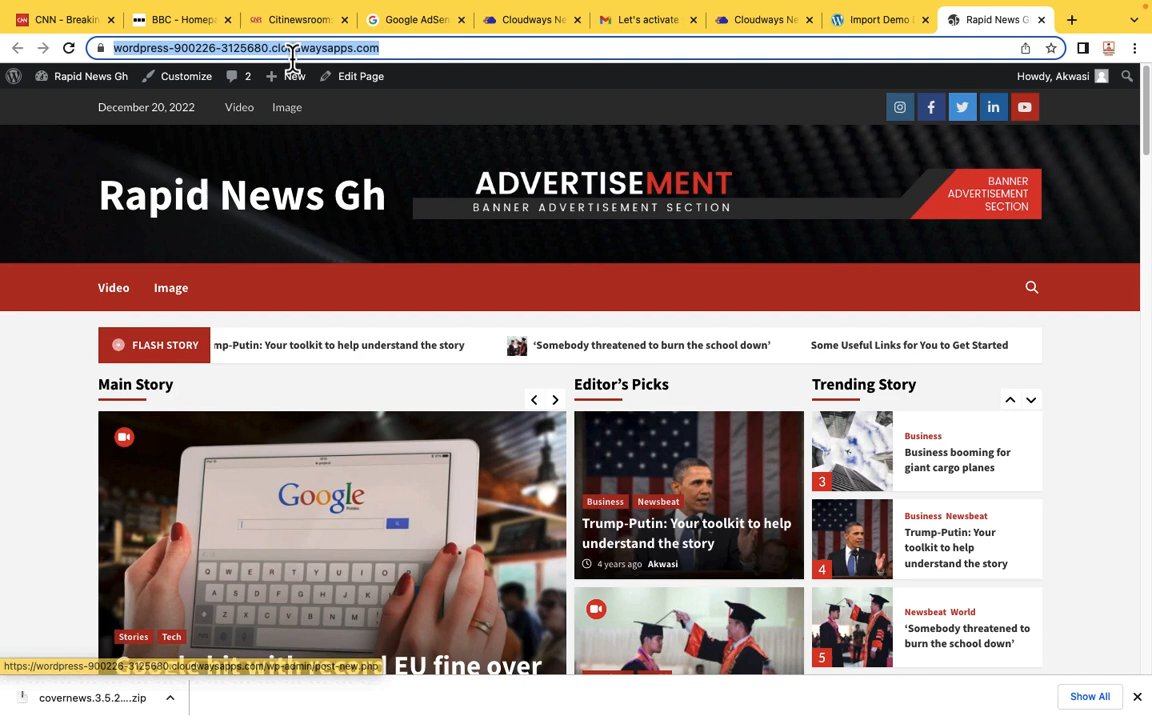 CNN - Breakin
BBC - Homepa
Citinewsroom:
Google AdSen
Cloudways Ne
Let's activate
Cloudways Ne
Import Demo
Rapid News G
wordpress-900226-3125680.cloudwaysapps.com
Rapid News Gh
Customize
2
New
Edit Page
Howdy, Akwasi
December 20, 2022
Video
Image
Rapid News Gh
ADVERTISEMENT
BANNER ADVERTISEMENT SECTION
BANNER
ADVERTISEMENT
SECTION
Video
Image
FLASH STORY
mp-Putin: Your toolkit to help understand the story
‘Somebody threatened to burn the school down’
Some Useful Links for You to Get Started
Main Story
Google
Stories
Tech
EU fine over
Editor’s Picks
Business
Newsbeat
Trump-Putin: Your toolkit to help
understand the story
4 years ago Akwasi
Trending Story
Business
Business booming for
giant cargo planes
3
Business Newsbeat
Trump-Putin: Your
toolkit to help
understand the story
4
Newsbeat World
‘Somebody threatened to
burn the school down’
5
https://wordpress-900226-3125680.cloudwaysapps.com/wp-admin/post-new.php
covernews.3.5.2....zip
Show All